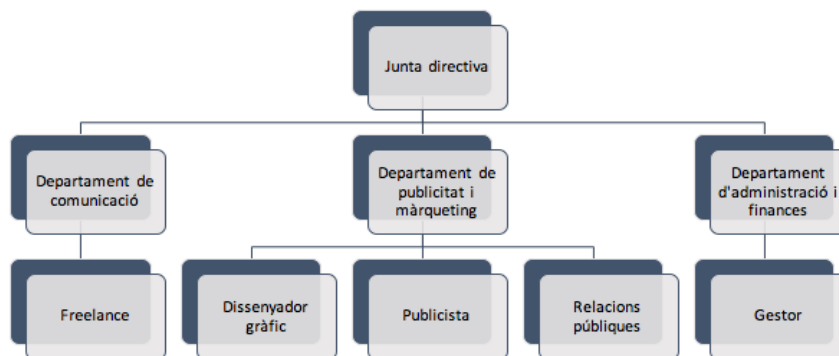 Junta directiva
Departament de
comunicació
Departament de
publicitat i
màrqueting
Departament
d'administració i
finances
Freelance
Dissenyador
gràfic
Publicista
Relacions
públiques
Gestor